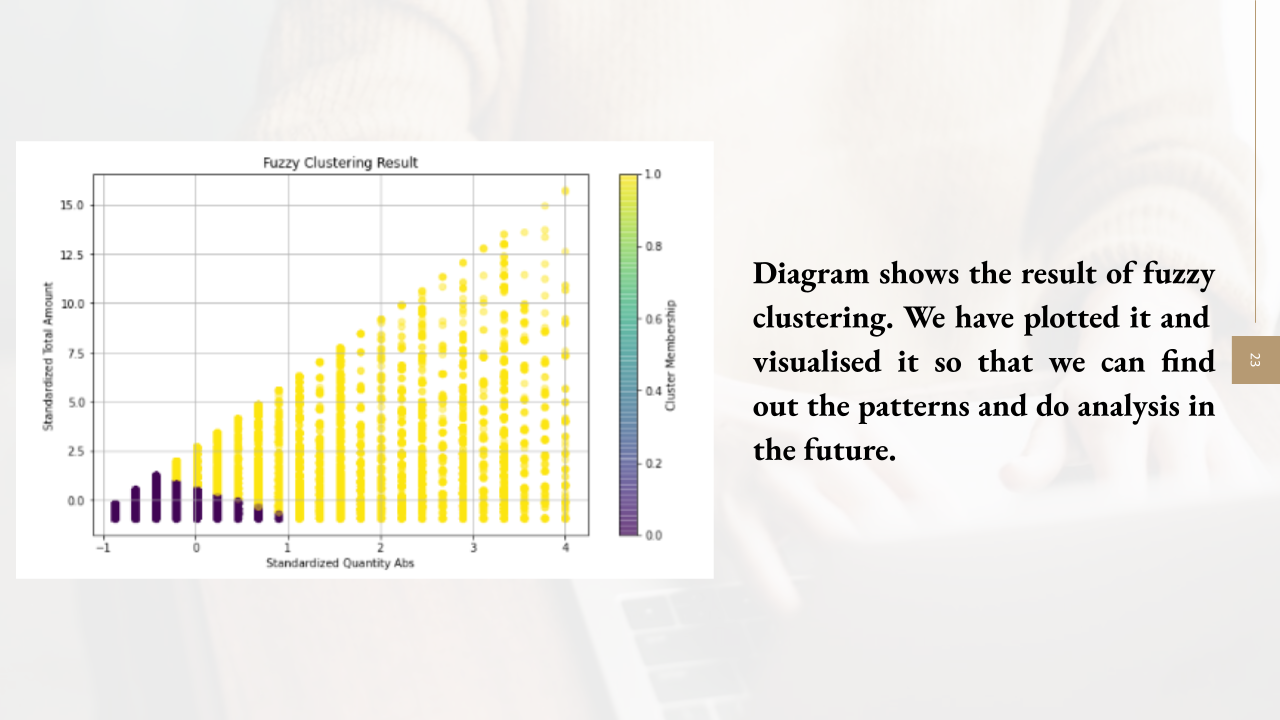 Fuzzy Clustering Result
15.0
12.5
10.0
7.5
5.0
2.5
0.0
Standardized Total Amount
−1
0
1
2
3
4
Standardized Quantity Abs
1.0
0.8
0.6
0.4
0.2
0.0
Cluster Membership
Diagram shows the result of fuzzy
clustering. We have plotted it and
visualised it so that we can find
out the patterns and do analysis in
the future.
23